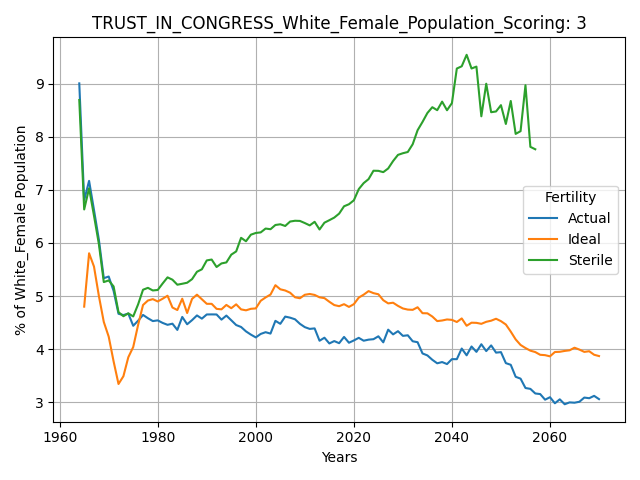 TRUST_IN_CONGRESS_White_Female_Population_Scoring: 3
% of White_Female Population
9
8
7
6
5
4
3
Fertility
Actual
Ideal
Sterile
1960
1980
2000
2020
2040
2060
Years